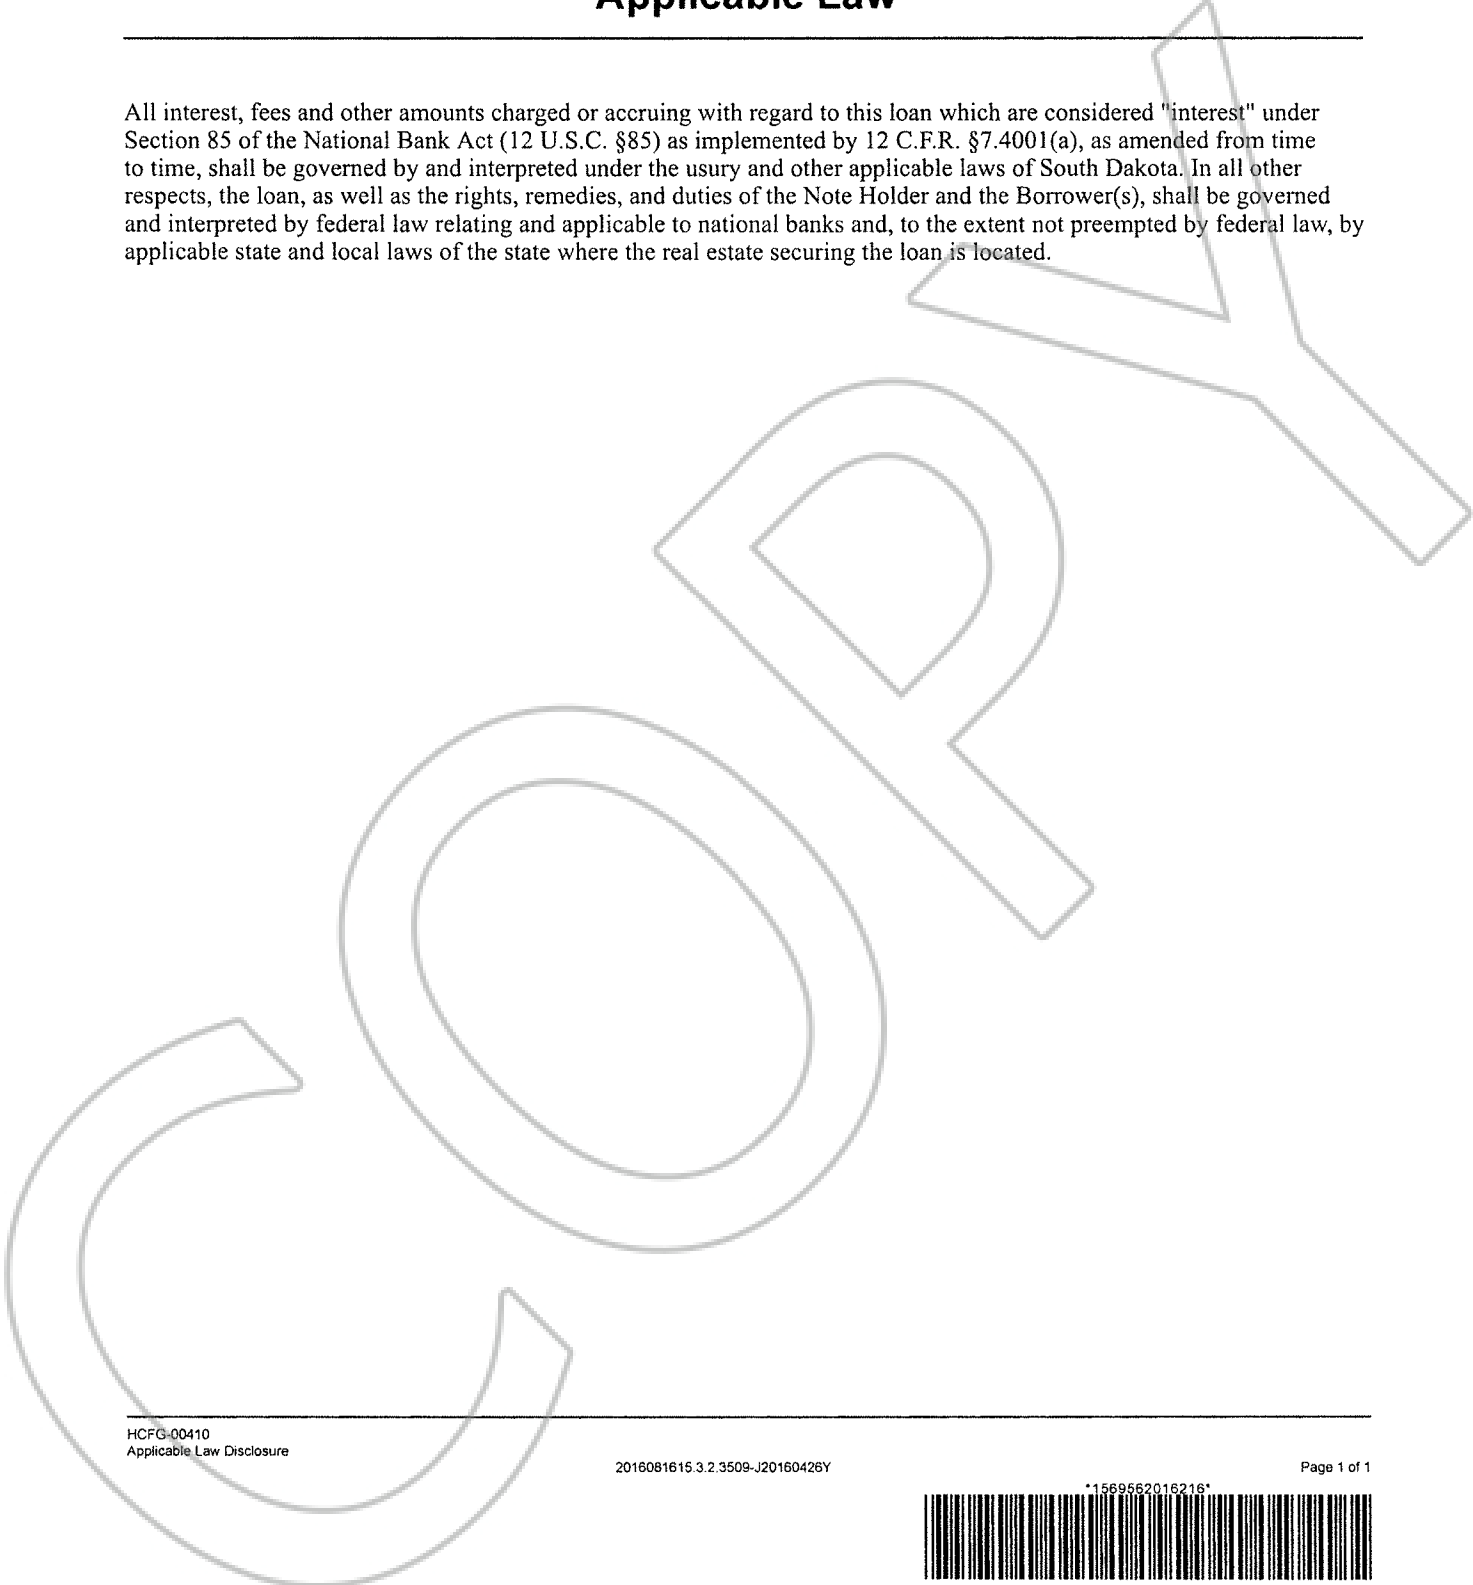 Applicable Law
All interest, fees and other amounts charged or accruing with regard to this loan which are considered "interest" under
Section 85 of the National Bank Act (12 U.S.C. §85) as implemented by 12 C.F.R. §7.4001(a), as amended from time
to time, shall be governed by and interpreted under the usury and other applicable laws of South Dakota. In all other
respects, the loan, as well as the rights, remedies, and duties of the Note Holder and the Borrower(s), shall be governed
and interpreted by federal law relating and applicable to national banks and, to the extent not preempted by federal law, by
applicable state and local laws of the state where the real estate securing the loan is located.
COPY
HCFG-00410
Applicable Law Disclosure
2016081615.3.2.3509-J20160426Y
Page 1 of 1
*1569562016216*